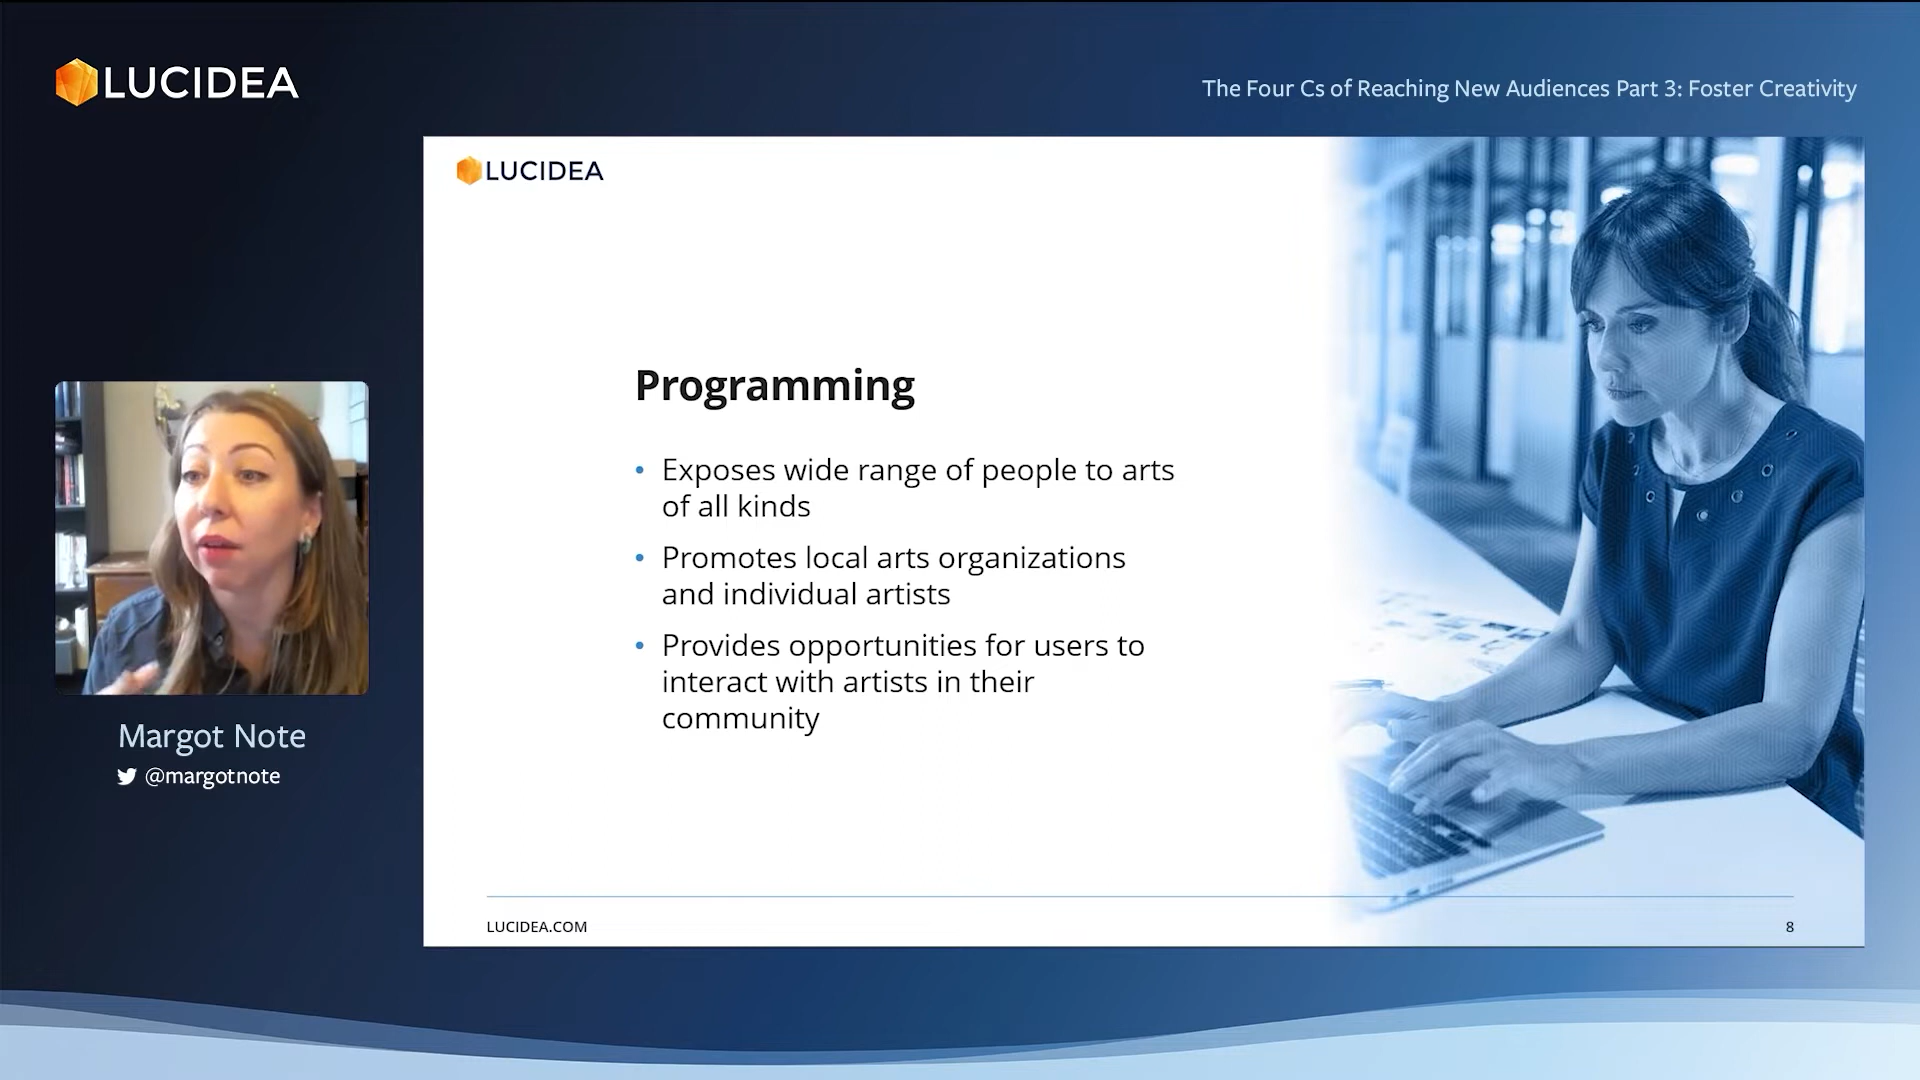 LUCIDEA
The Four Cs of Reaching New Audiences Part 3: Foster Creativity
LUCIDEA
Programming
• Exposes wide range of people to arts
of all kinds
• Promotes local arts organizations
and individual artists
• Provides opportunities for users to
interact with artists in their
community
Margot Note
@margotnote
LUCIDEA.COM
8